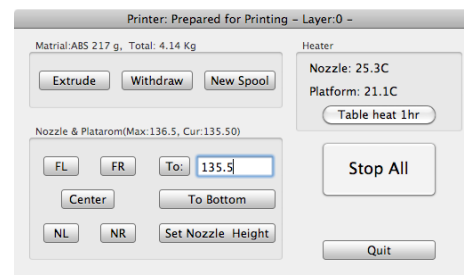 Printer: Prepared for Printing – Layer:0 –
Matrial:ABS 217 g, Total: 4.14 Kg
Extrude Withdraw New Spool
Heater
Nozzle: 25.3C
Platform: 21.1C
Table heat 1hr
Nozzle & Platarom(Max:136.5, Cur:135.50)
FL FR To: 135.5
Center To Bottom
NL NR Set Nozzle Height
Stop All
Quit